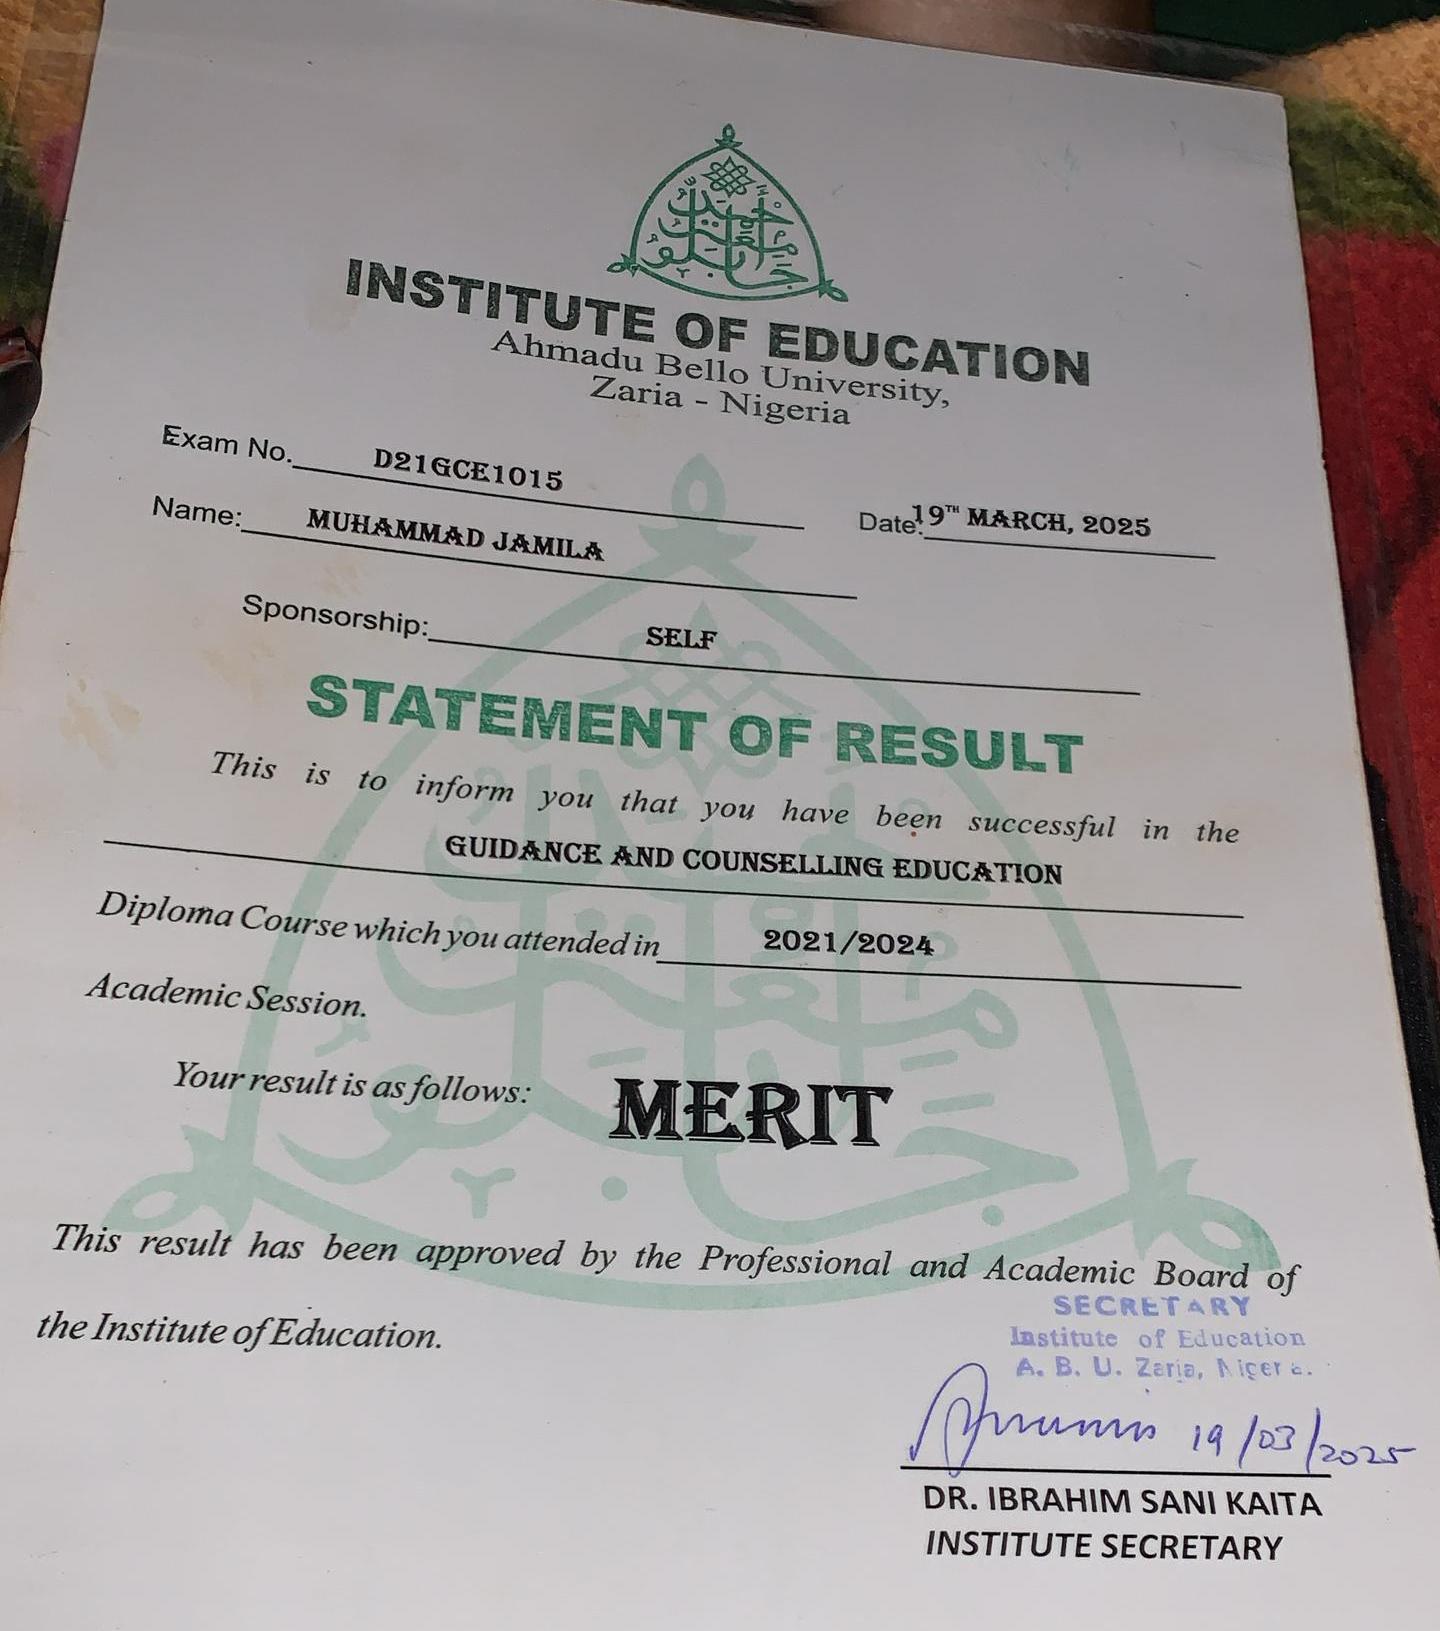 INSTITUTE OF EDUCATION
Ahmadu Bello University,
Zaria - Nigeria
Exam No. D21GCE1015
Name: MUHAMMAD JAMILA
Date: 19TH MARCH, 2025
Sponsorship: SELF
STATEMENT OF RESULT
This is to inform you that you have been successful in the
GUIDANCE AND COUNSELLING EDUCATION
Diploma Course which you attended in 2021/2024
Academic Session.
Your result is as follows: MERIT
This result has been approved by the Professional and Academic Board of
the Institute of Education.
SECRETARY
Institute of Education
A. B. U. Zaria,
19/03/2025
DR. IBRAHIM SANI KAITA
INSTITUTE SECRETARY